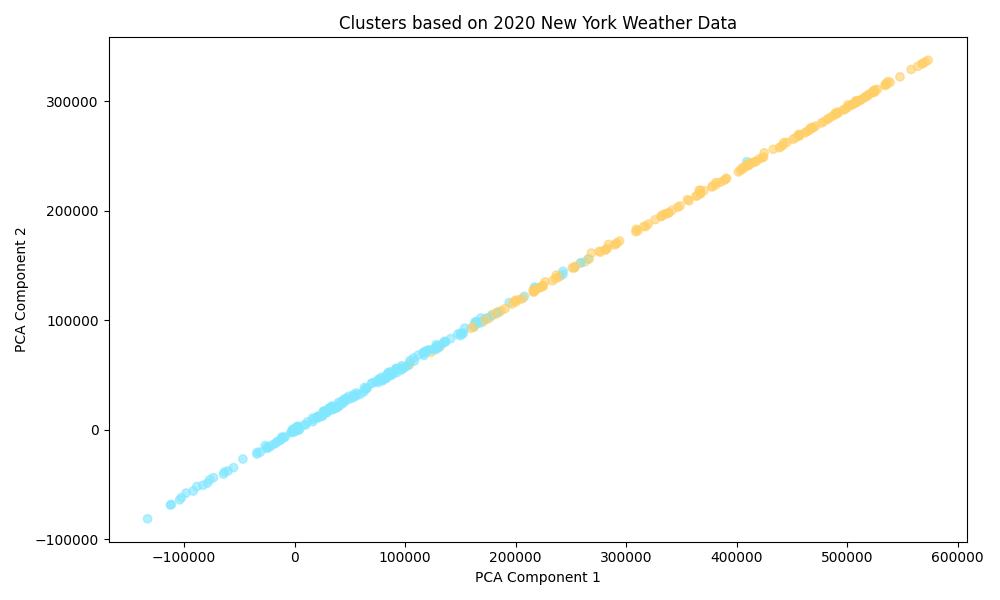 Clusters based on 2020 New York Weather Data
PCA Component 2
300000
200000
100000
0
−100000
−100000 0 100000 200000 300000 400000 500000 600000
PCA Component 1